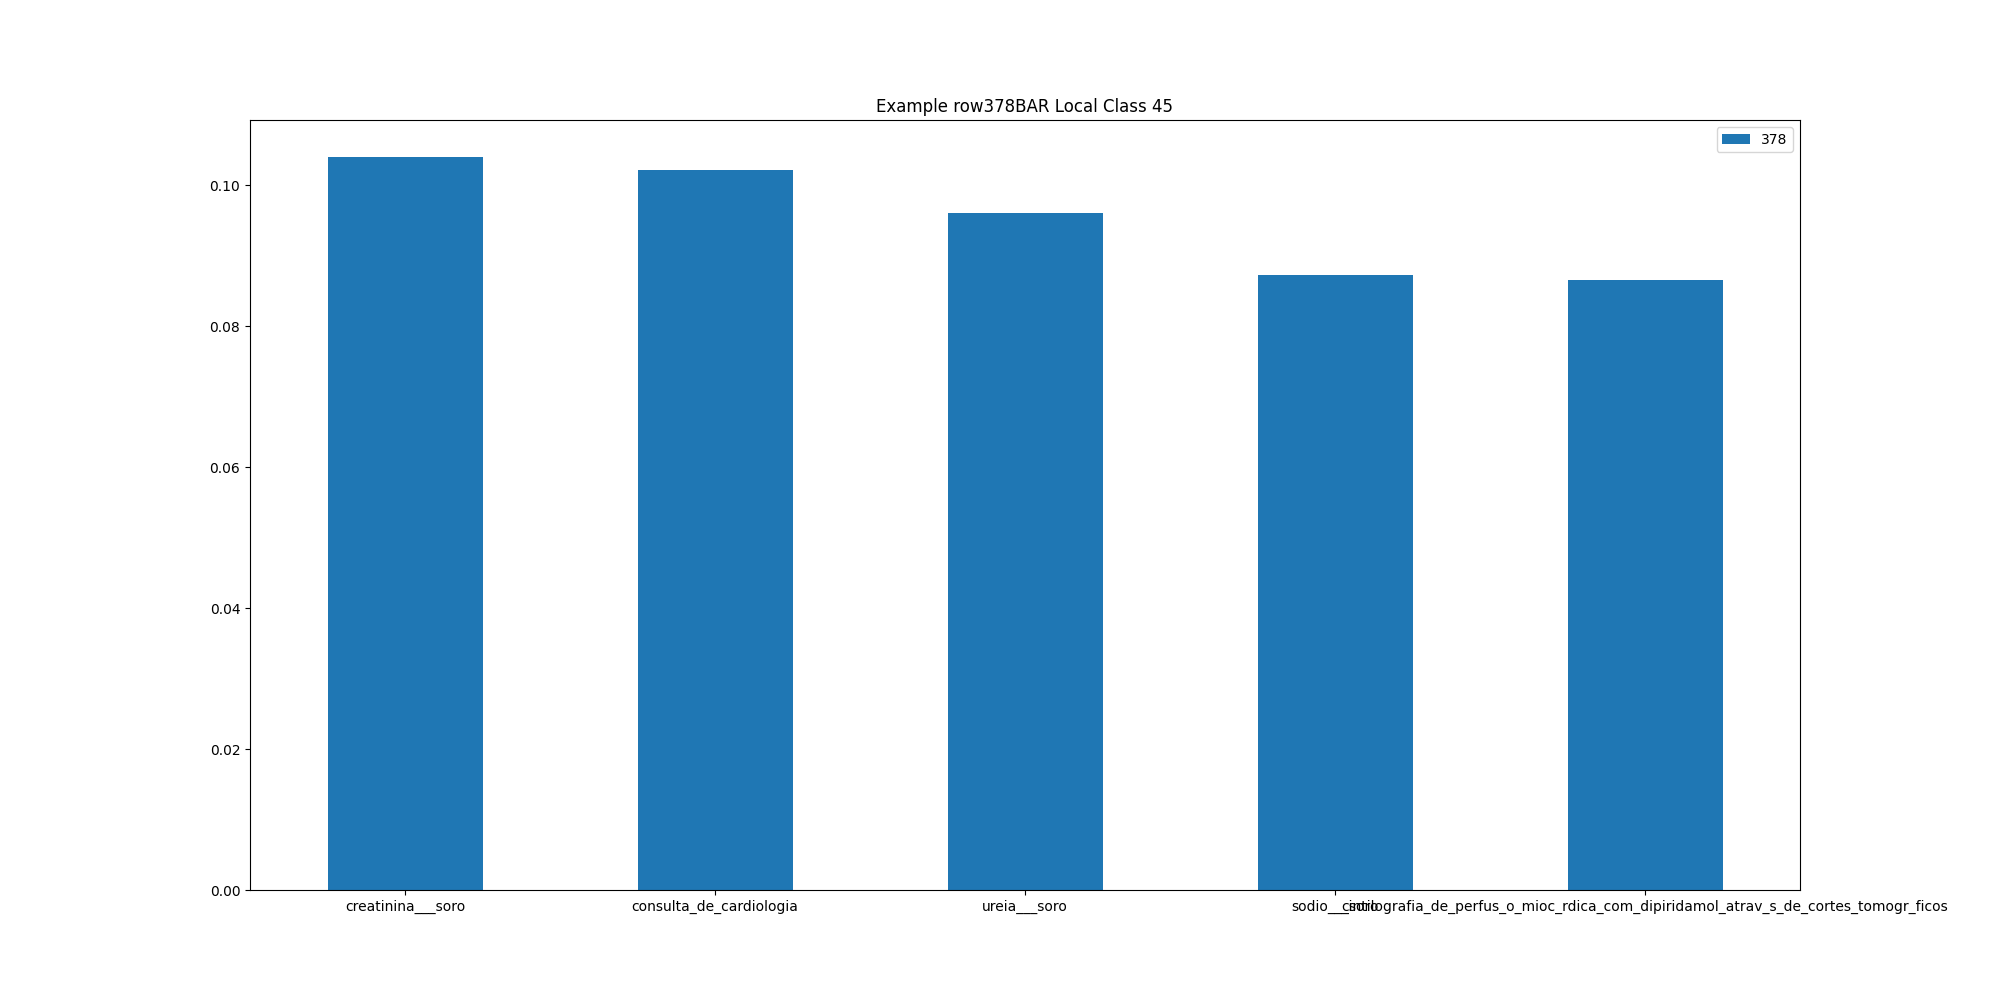 Example row378BAR Local Class 45
378
0.10
0.08
0.06
0.04
0.02
0.00
creatinina___soro
consulta_de_cardiologia
ureia___soro
sodio___soro
cintilografia_de_perfus_o_mioc_rdica_com_dipiridamol_atrav_s_de_cortes_tomogr_ficos